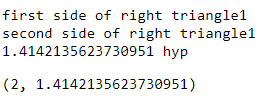 first side of right triangle1
second side of right triangle1
1.4142135623730951 hyp
(2, 1.4142135623730951)